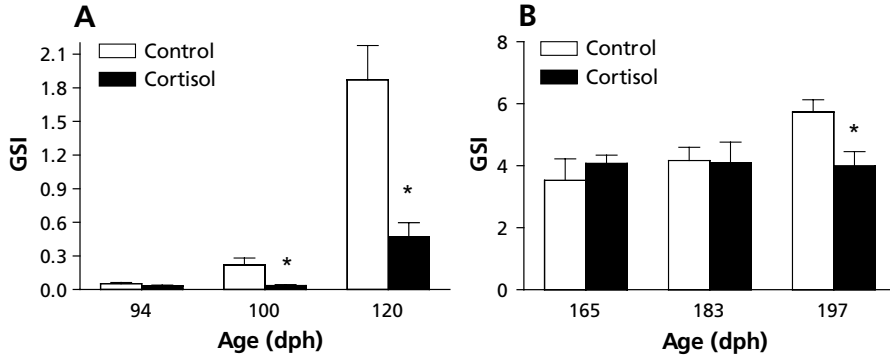 A
GSI
2.1
1.8
1.5
1.2
0.9
0.6
0.3
0.0
Control
Cortisol
*
*
94 100 120
Age (dph)
B
GSI
8
6
4
2
0
Control
Cortisol
*
165 183 197
Age (dph)